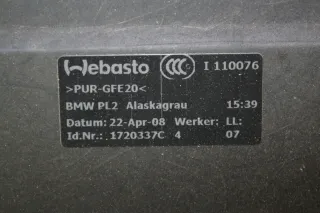 Webasto CCC I 110076
>PUR-GFE20<
BMW PL2 Alaskagrau 15:39
Datum: 22-Apr-08 Werker: LL:
Id.Nr.: 1720337C 4 07